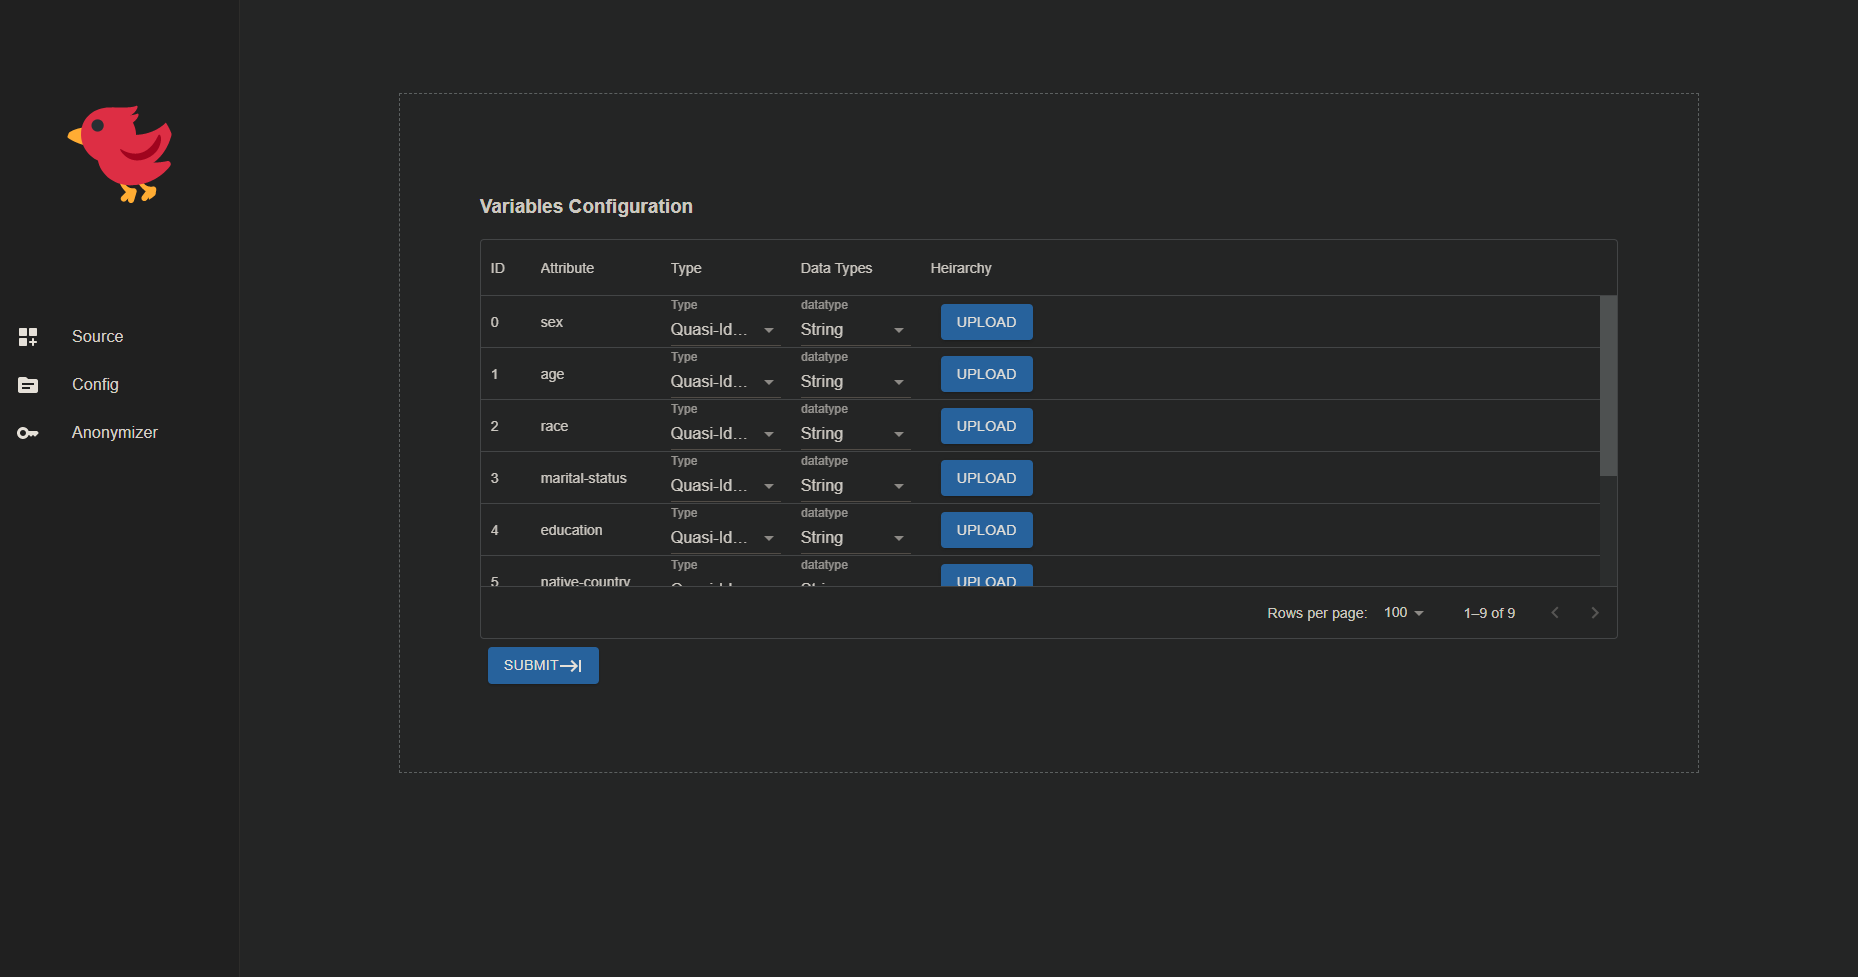 Source
Config
Anonymizer
Variables Configuration
ID Attribute Type Data Types Heirarchy
Type datatype
0 sex Quasi-Id... String UPLOAD
Type datatype
1 age Quasi-Id... String UPLOAD
Type datatype
2 race Quasi-Id... String UPLOAD
Type datatype
3 marital-status Quasi-Id... String UPLOAD
Type datatype
4 education Quasi-Id... String UPLOAD
Type datatype
5 native-country UPLOAD
Rows per page: 100 1–9 of 9
SUBMIT